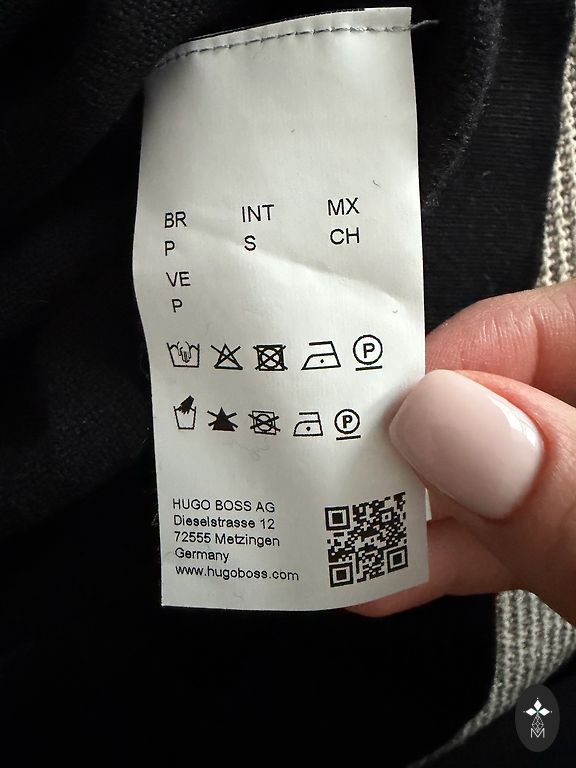 BR INT MX
P S CH
VE
P
P
P
HUGO BOSS AG
Dieselstrasse 12
72555 Metzingen
Germany
www.hugoboss.com
M